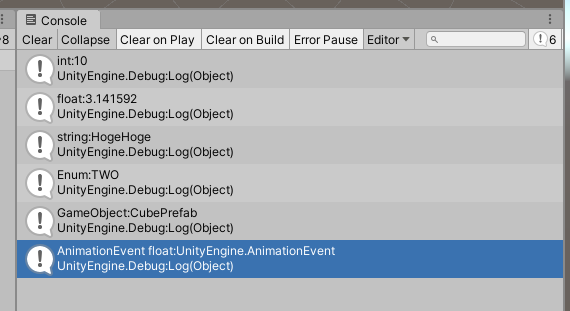 Console
8
Clear Collapse Clear on Play Clear on Build Error Pause Editor 6
int:10
UnityEngine.Debug:Log(Object)
float:3.141592
UnityEngine.Debug:Log(Object)
string:HogeHoge
UnityEngine.Debug:Log(Object)
Enum:TWO
UnityEngine.Debug:Log(Object)
GameObject:CubePrefab
UnityEngine.Debug:Log(Object)
AnimationEvent float:UnityEngine.AnimationEvent
UnityEngine.Debug:Log(Object)